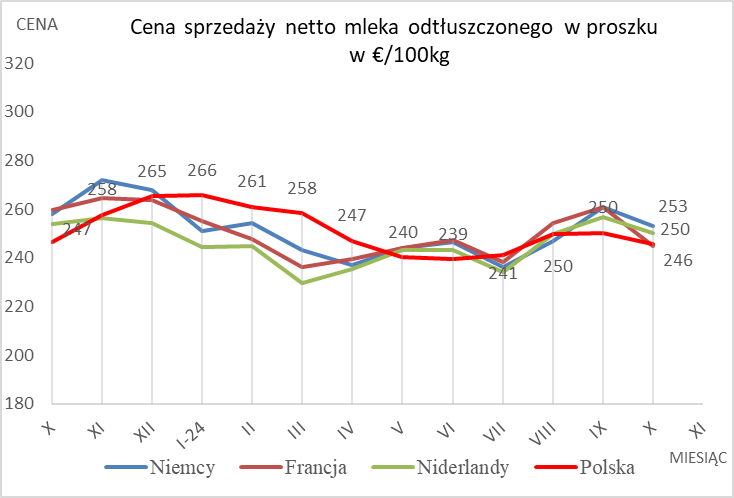 CENA
Cena sprzedaży netto mleka odtłuszczonego w proszku
w €/100kg
320
300
280
260
240
220
200
180
247
258
265
266
261
258
247
240
239
241
250
250
253
250
246
X
XI
XII
I-24
II
III
IV
V
VI
VII
VIII
IX
X
XI
MIESIĄC
Niemcy
Francja
Niderlandy
Polska